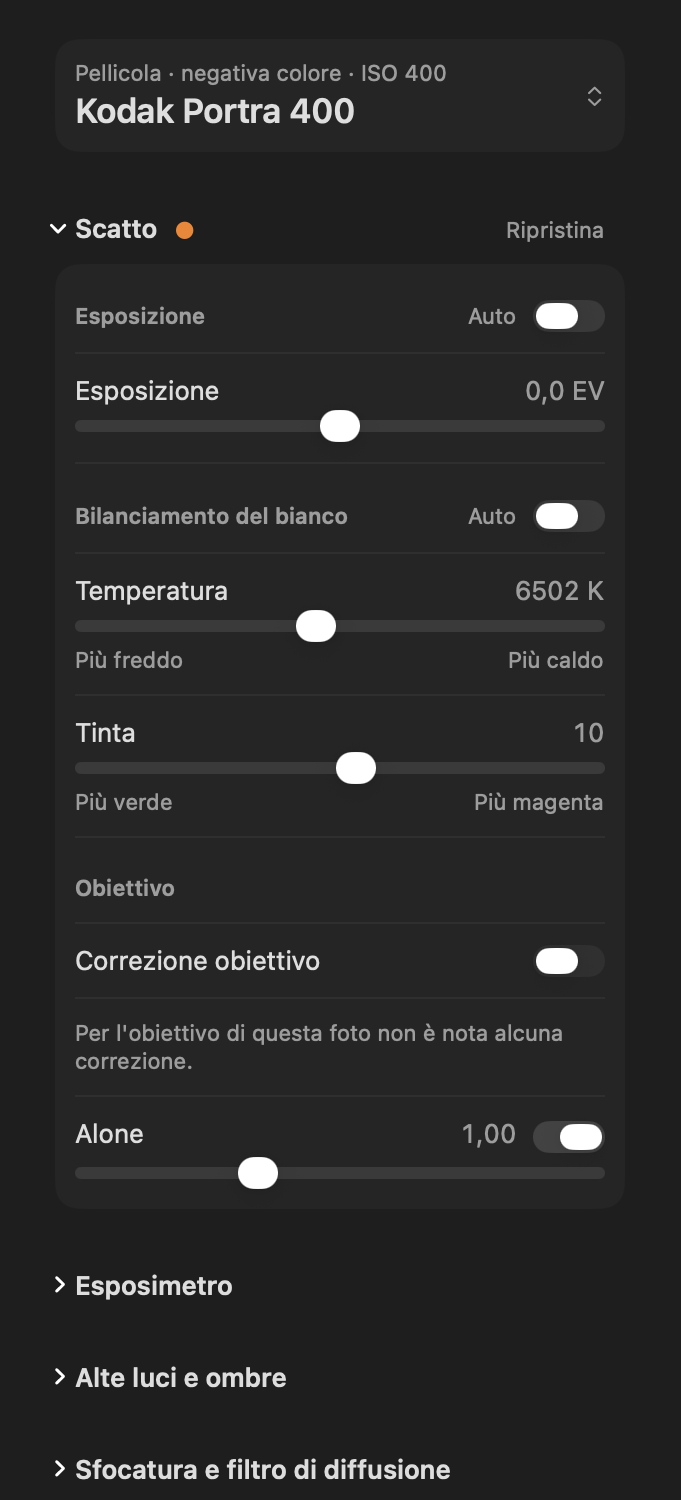 Pellicola · negativa colore · ISO 400
Kodak Portra 400
Scatto
Ripristina
Esposizione
Auto
Esposizione
0,0 EV
Bilanciamento del bianco
Auto
Temperatura
6502 K
Più freddo
Più caldo
Tinta
10
Più verde
Più magenta
Obiettivo
Correzione obiettivo
Per l'obiettivo di questa foto non è nota alcuna
correzione.
Alone
1,00
Esposimetro
Alte luci e ombre
Sfocatura e filtro di diffusione